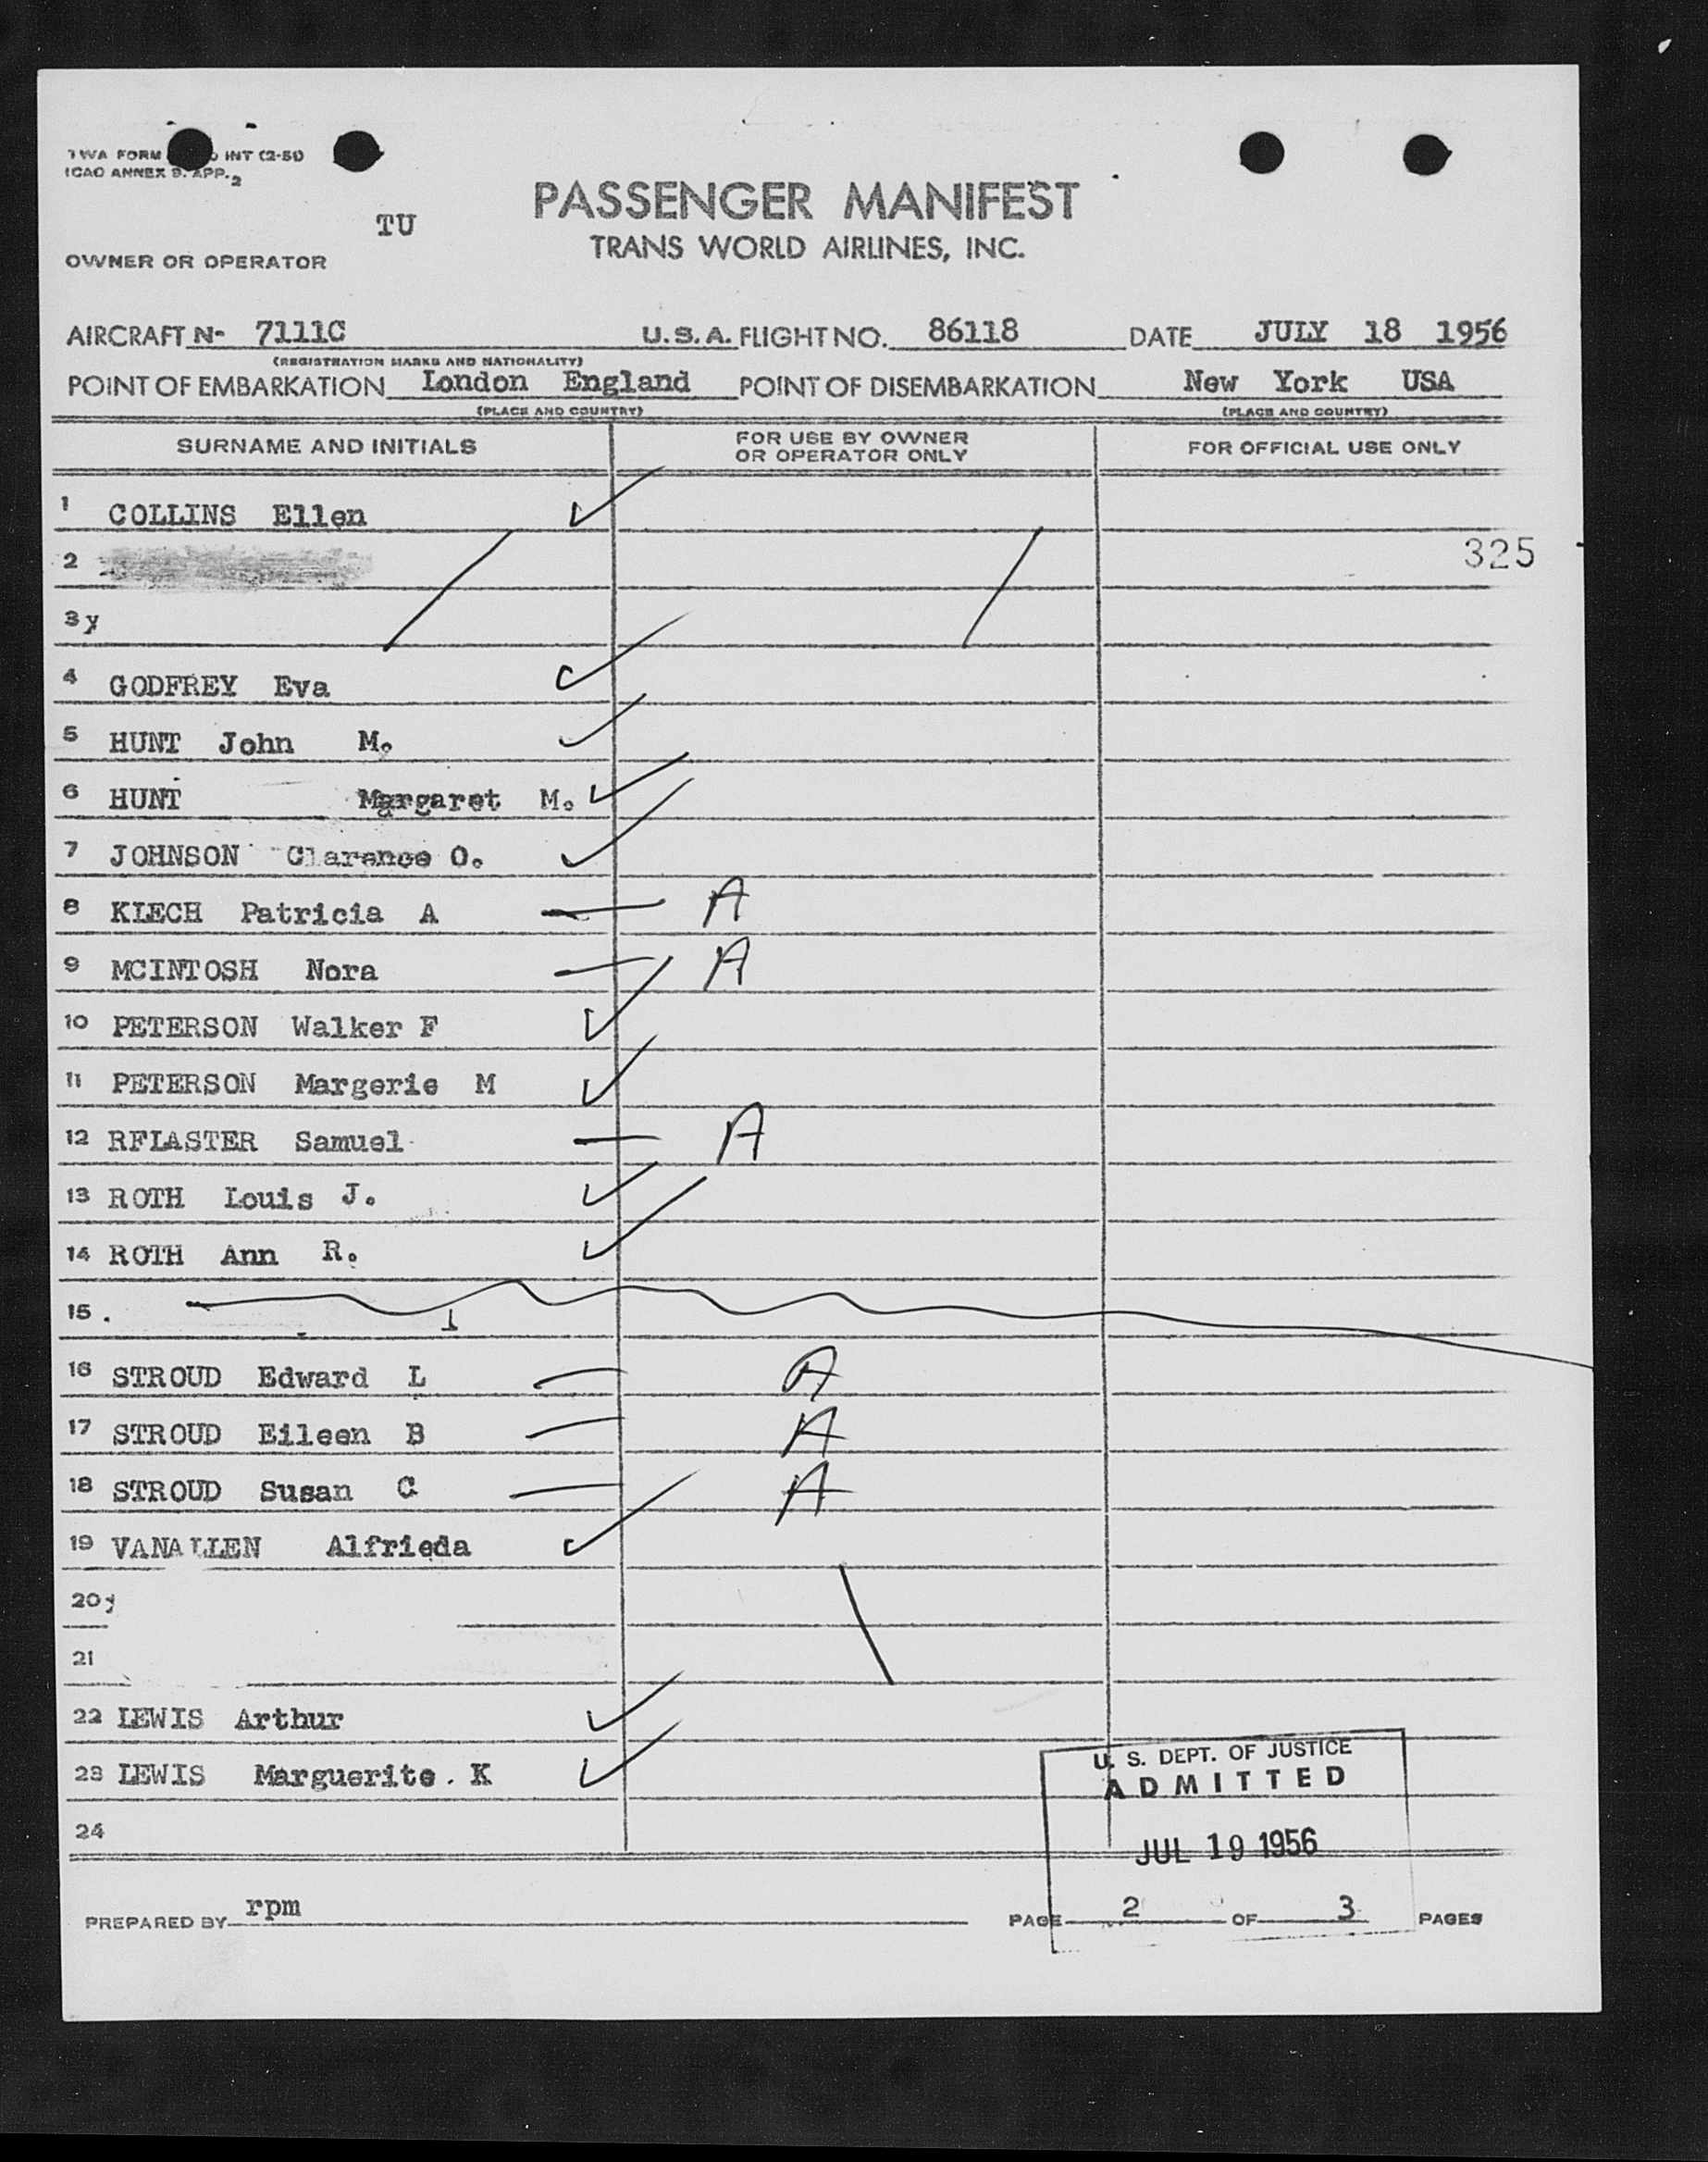 TWA FORM INT (2-51)
ICAO ANNEX 9. APP. 2
TU
PASSENGER MANIFEST
TRANS WORLD AIRLINES, INC.
OWNER OR OPERATOR
AIRCRAFT N- 7111C U.S.A. FLIGHT NO. 86118 DATE JULY 18 1956
(REGISTRATION MARKS AND NATIONALITY)
POINT OF EMBARKATION London England POINT OF DISEMBARKATION New York USA
(PLACE AND COUNTRY) (PLACE AND COUNTRY)
SURNAME AND INITIALS FOR USE BY OWNER OR OPERATOR ONLY FOR OFFICIAL USE ONLY
1 COLLINS Ellen
2 325
3 y
4 GODFREY Eva
5 HUNT John M.
6 HUNT Margaret M.
7 JOHNSON Clarence O.
8 KIECH Patricia A A
9 MCINTOSH Nora A
10 PETERSON Walker F
11 PETERSON Margerie M
12 RFLASTER Samuel A
13 ROTH Louis J.
14 ROTH Ann R.
15 .
16 STROUD Edward L A
17 STROUD Eileen B A
18 STROUD Susan C A
19 VANALLEN Alfrieda
20
21
22 LEWIS Arthur
23 LEWIS Marguerite. K
24
U. S. DEPT. OF JUSTICE
ADMITTED
JUL 19 1956
PREPARED BY rpm PAGE 2 OF 3 PAGES